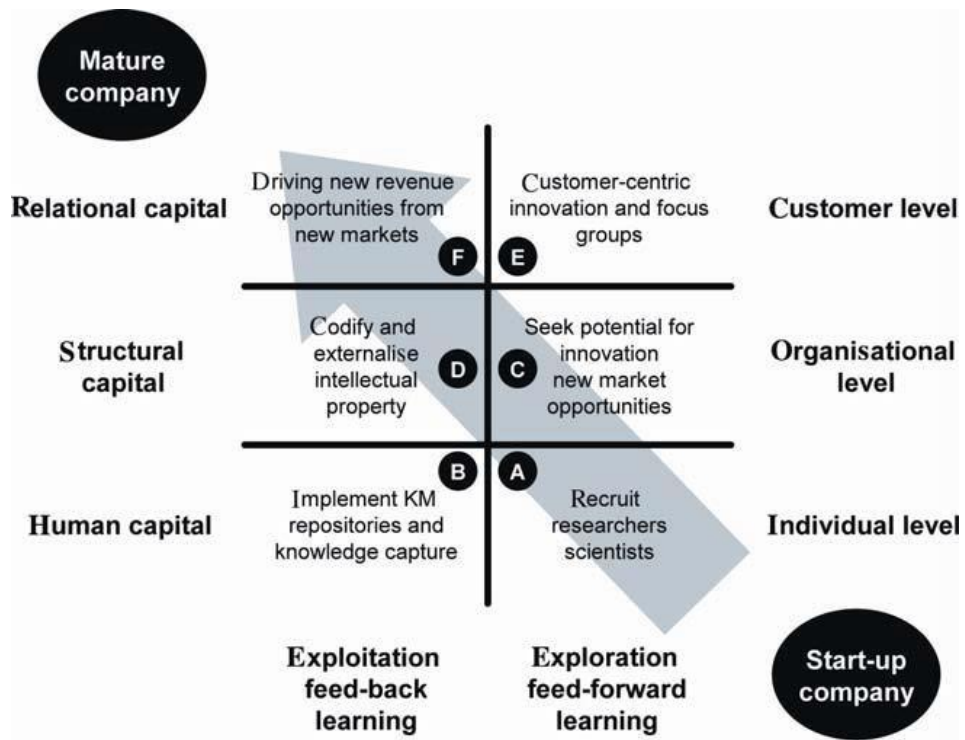 Mature
company
Relational capital
Driving new revenue
opportunities from
new markets
F
E
Customer-centric
innovation and focus
groups
Customer level
Structural
capital
Codify and
externalise
intellectual
property
D
C
Seek potential for
innovation
new market
opportunities
Organisational
level
Human capital
B
A
Implement KM
repositories and
knowledge capture
Recruit
researchers
scientists
Individual level
Exploitation
feed-back
learning
Exploration
feed-forward
learning
Start-up
company